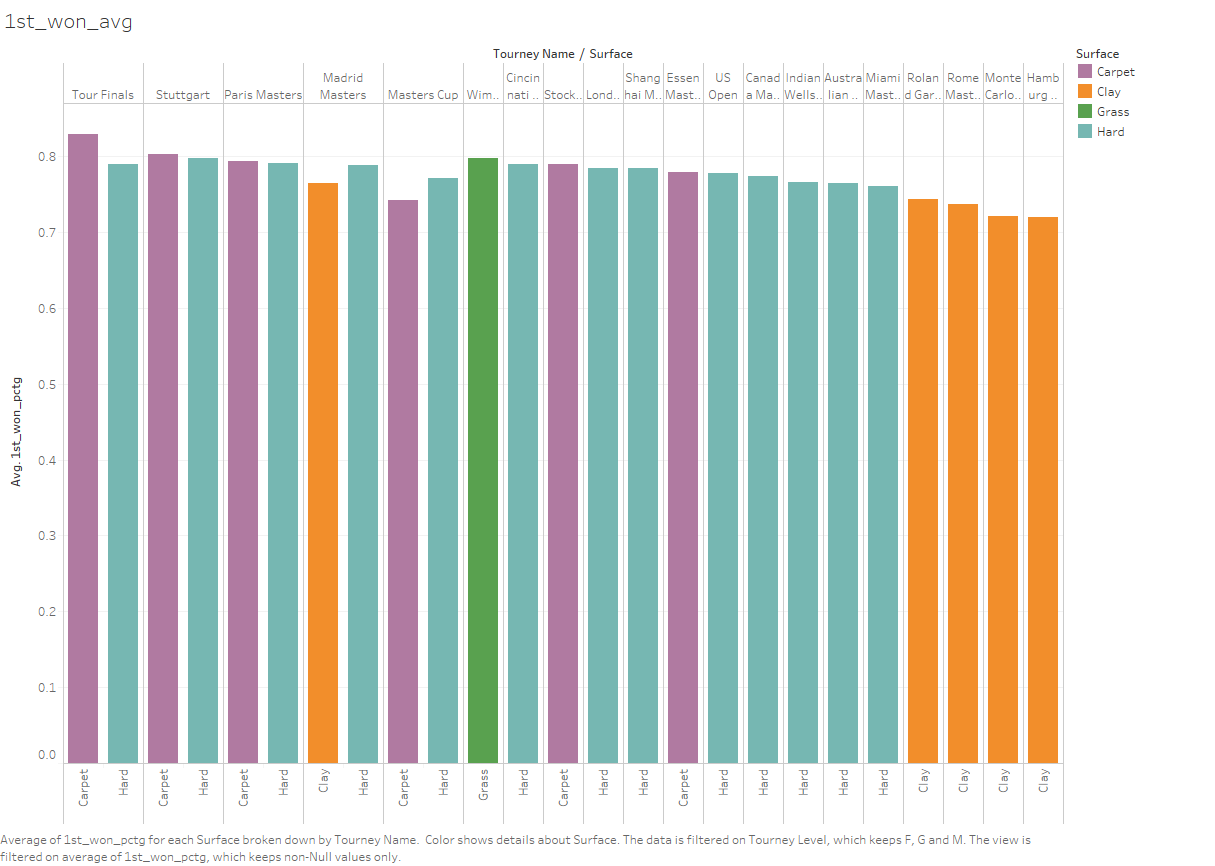 1st_won_avg
Tourney Name / Surface
Tour Finals
Stuttgart
Paris Masters
Madrid
Masters
Masters Cup
Wim..
Cincin
nati ..
Stock..
Lond..
Shang
hai M..
Essen
Mast..
US
Open
Canad
a Ma..
Indian
Wells..
Austra
lian ..
Miami
Mast..
Rolan
d Gar..
Rome
Mast..
Monte
Carlo..
Hamb
urg ..
Surface
Carpet
Clay
Grass
Hard
Avg. 1st_won_pctg
0.8
0.7
0.6
0.5
0.4
0.3
0.2
0.1
0.0
Carpet
Hard
Carpet
Hard
Carpet
Hard
Clay
Hard
Carpet
Hard
Grass
Hard
Carpet
Hard
Hard
Carpet
Hard
Hard
Hard
Hard
Hard
Clay
Clay
Clay
Clay
Average of 1st_won_pctg for each Surface broken down by Tourney Name.  Color shows details about Surface. The data is filtered on Tourney Level, which keeps F, G and M. The view is
filtered on average of 1st_won_pctg, which keeps non-Null values only.